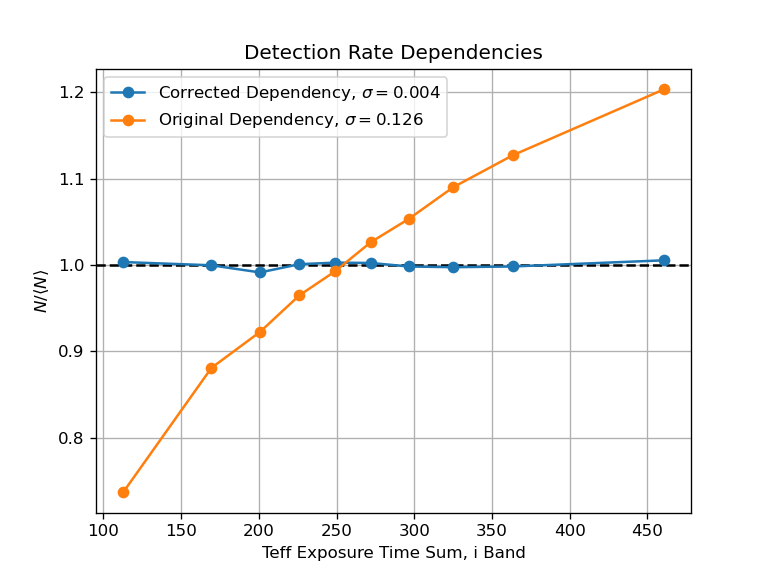 Detection Rate Dependencies
Corrected Dependency, σ = 0.004
Original Dependency, σ = 0.126
1.2
1.1
1.0
0.9
0.8
N/⟨N⟩
100 150 200 250 300 350 400 450
Teff Exposure Time Sum, i Band